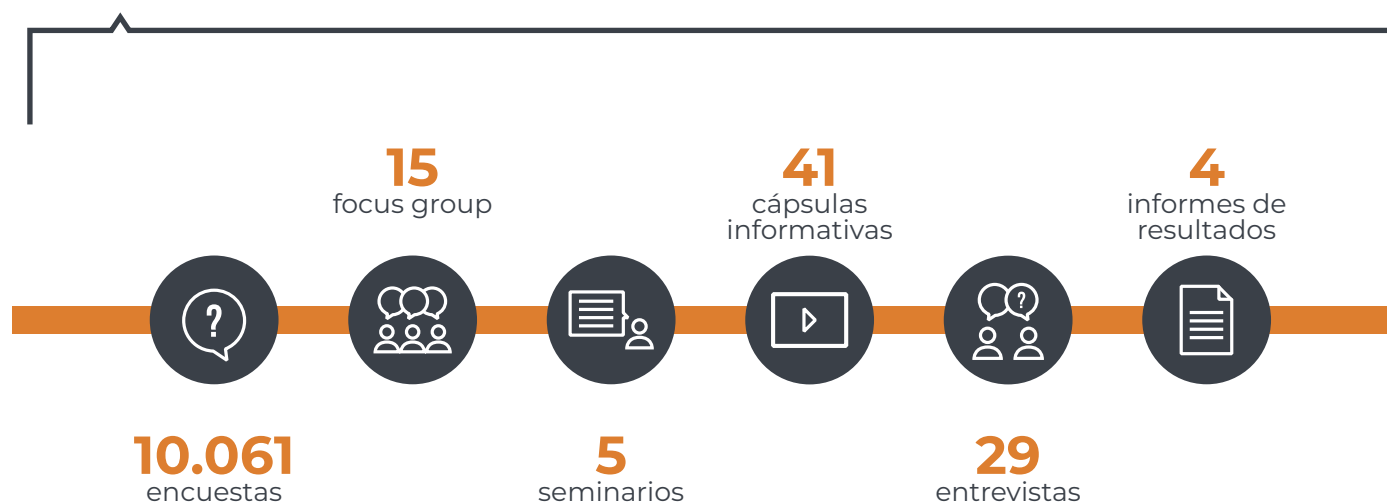 15
focus group
41
cápsulas
informativas
4
informes de
resultados
?
?
10.061
encuestas
5
seminarios
29
entrevistas